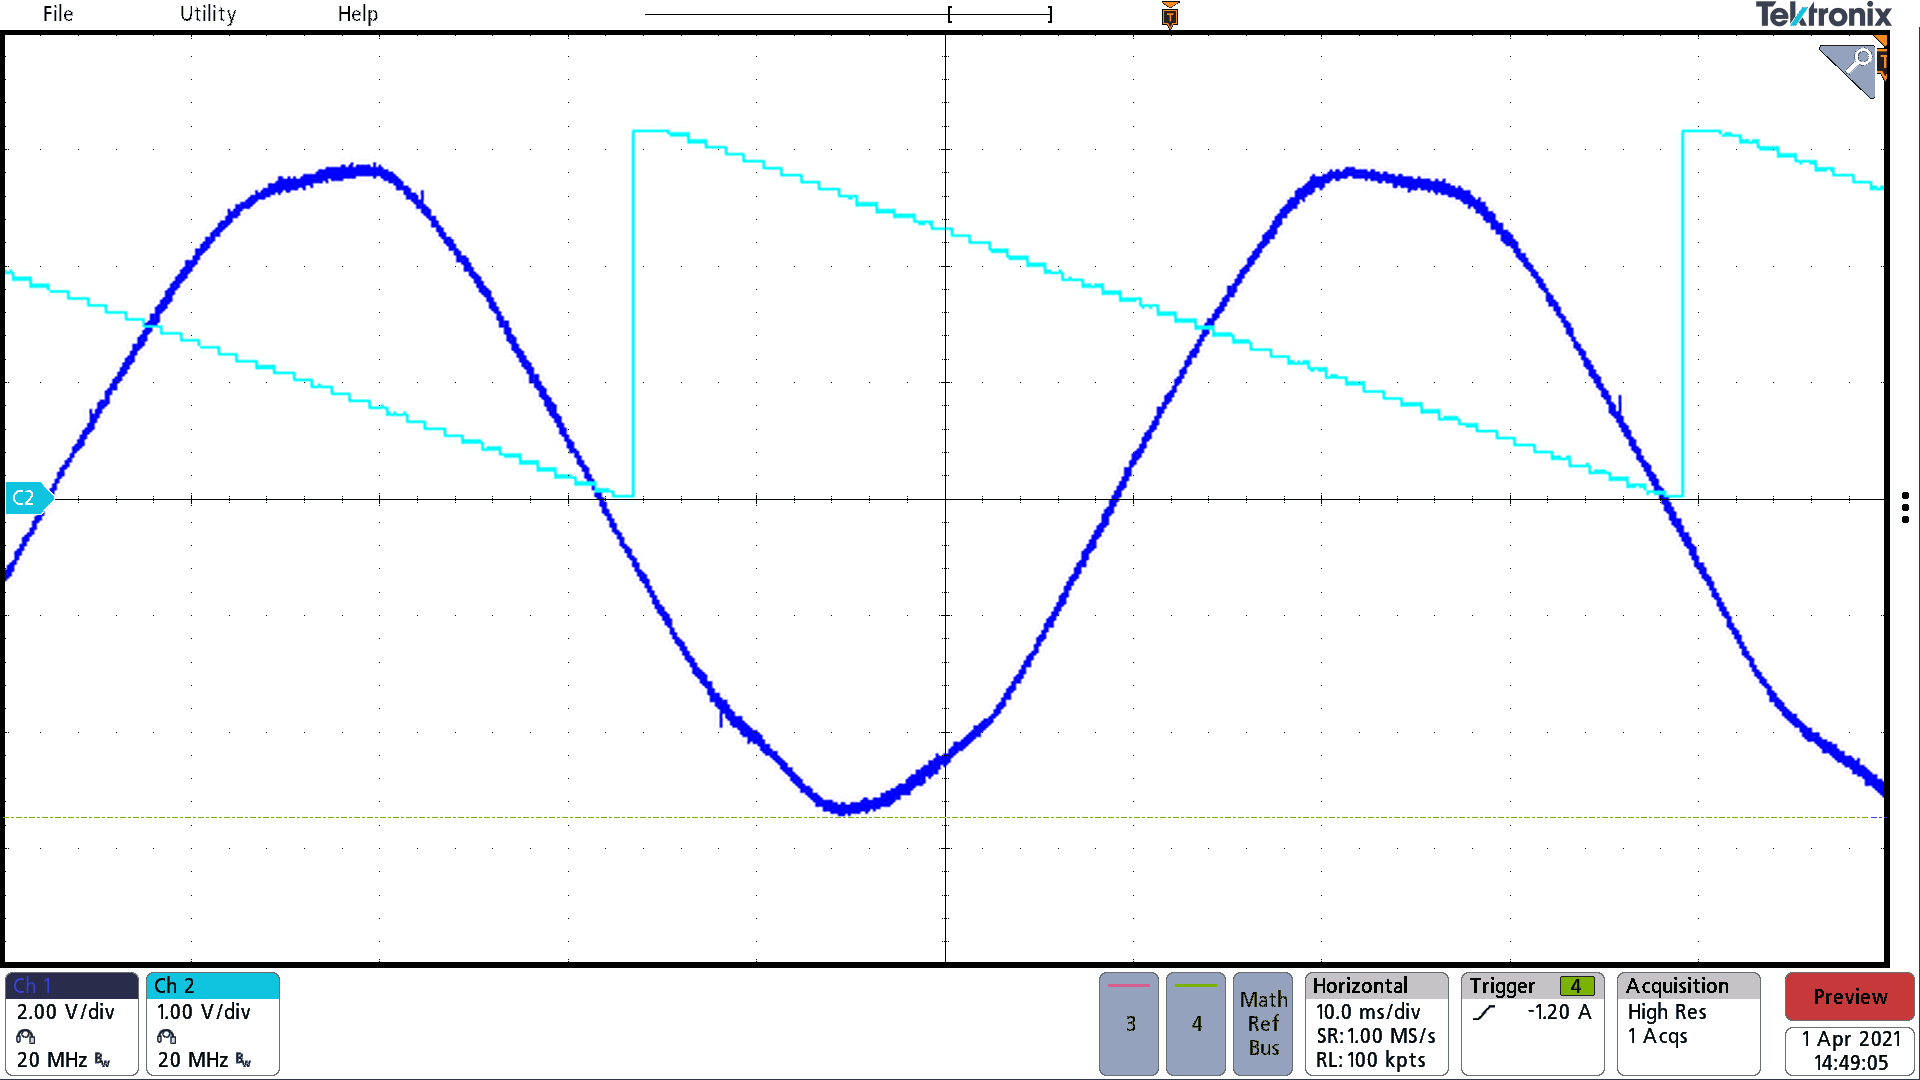 File Utility Help
Tektronix
T
T
C2
Ch 1
2.00 V/div
20 MHz Bw
Ch 2
1.00 V/div
20 MHz Bw
3
4
Math
Ref
Bus
Horizontal
10.0 ms/div
SR: 1.00 MS/s
RL: 100 kpts
Trigger 4
-1.20 A
Acquisition
High Res
1 Acqs
Preview
1 Apr 2021
14:49:05